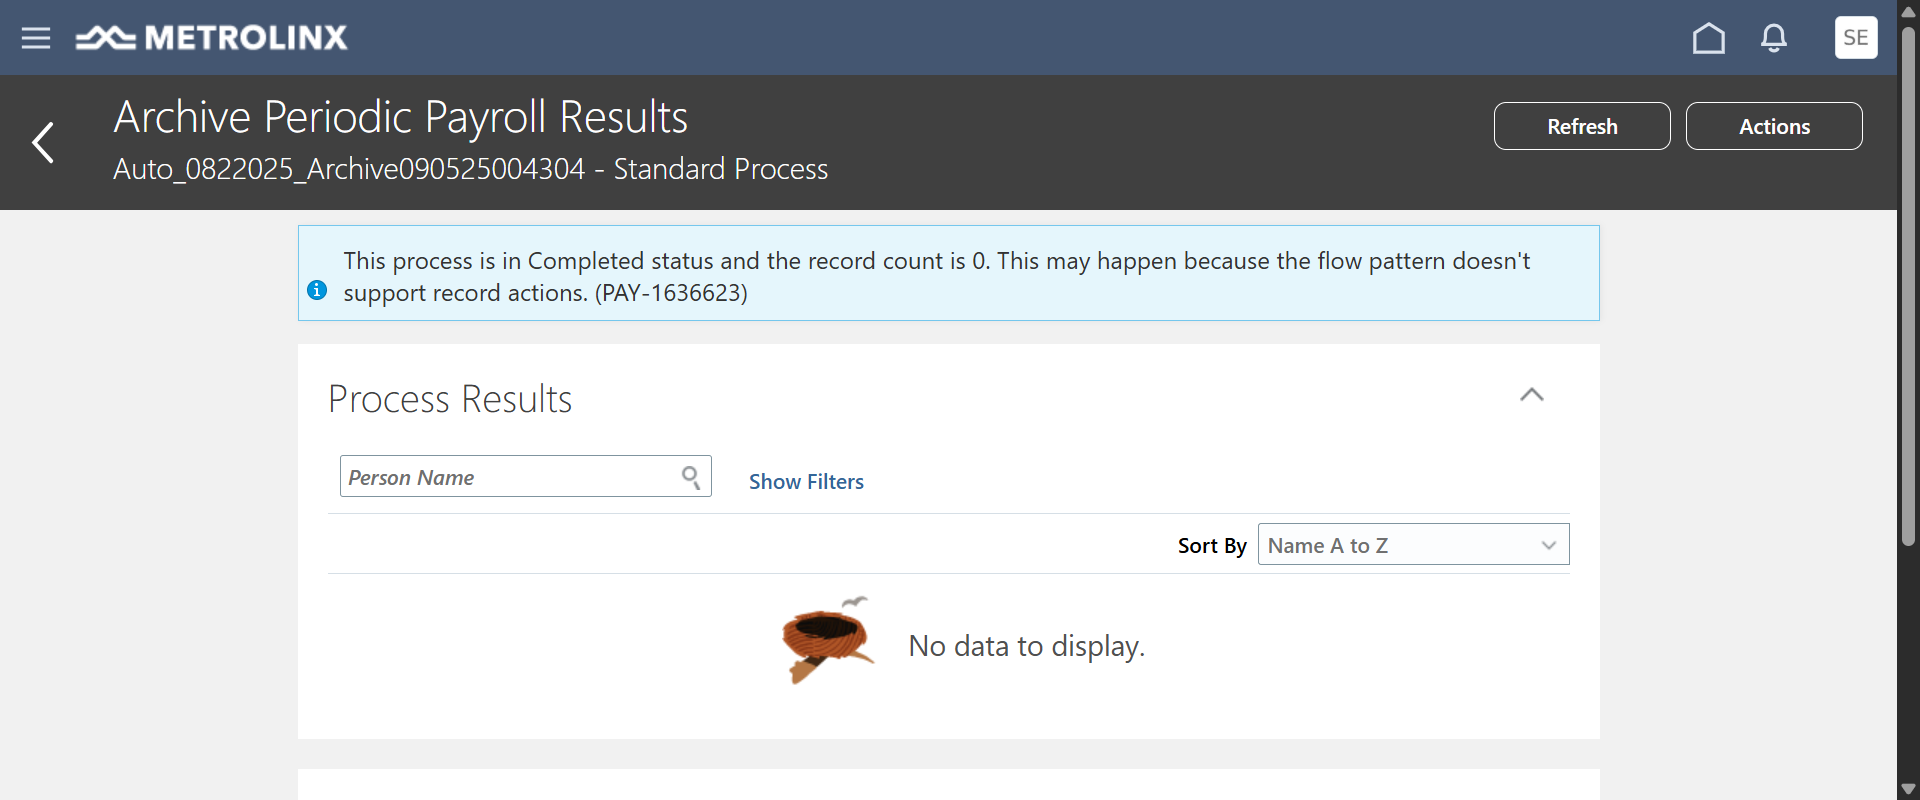 METROLINX
SE
Archive Periodic Payroll Results
Auto_0822025_Archive090525004304 - Standard Process
Refresh
Actions
This process is in Completed status and the record count is 0. This may happen because the flow pattern doesn't
support record actions. (PAY-1636623)
Process Results
Person Name
Show Filters
Sort By
Name A to Z
No data to display.